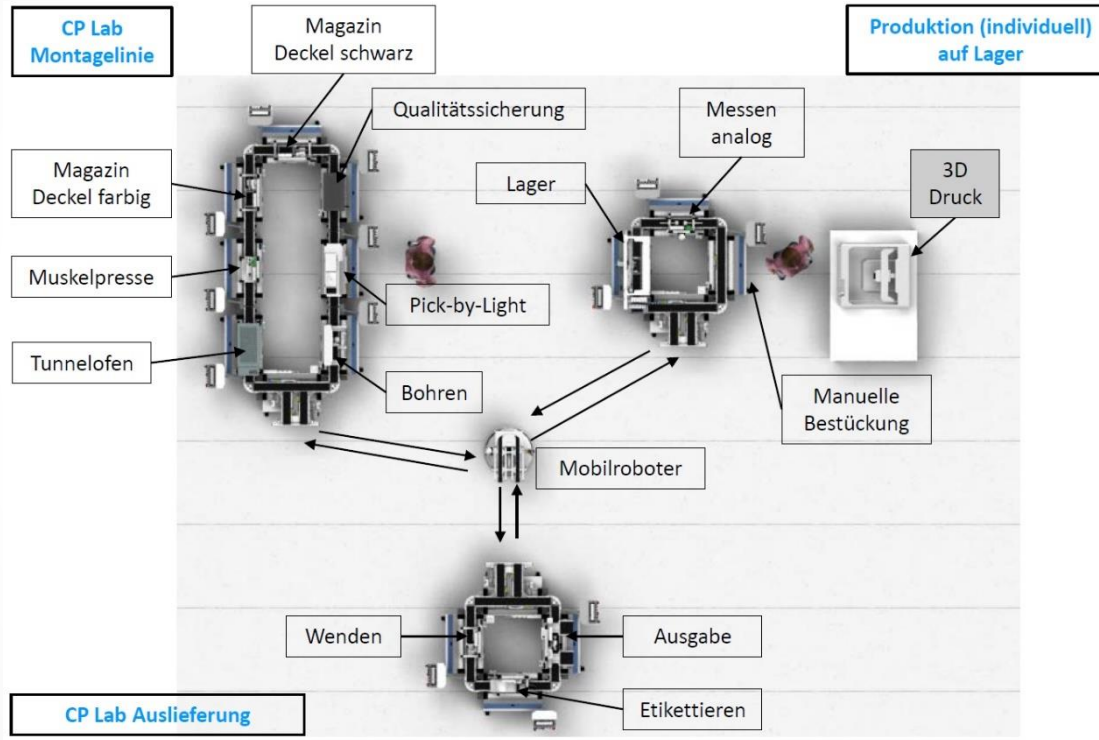 CP Lab
Montagelinie
Magazin
Deckel schwarz
Produktion (individuell)
auf Lager
Qualitätssicherung
Messen
analog
Magazin
Deckel farbig
Lager
3D
Druck
Muskelpresse
Pick-by-Light
Tunnelofen
Bohren
Manuelle
Bestückung
Mobilroboter
Wenden
Ausgabe
Etikettieren
CP Lab Auslieferung